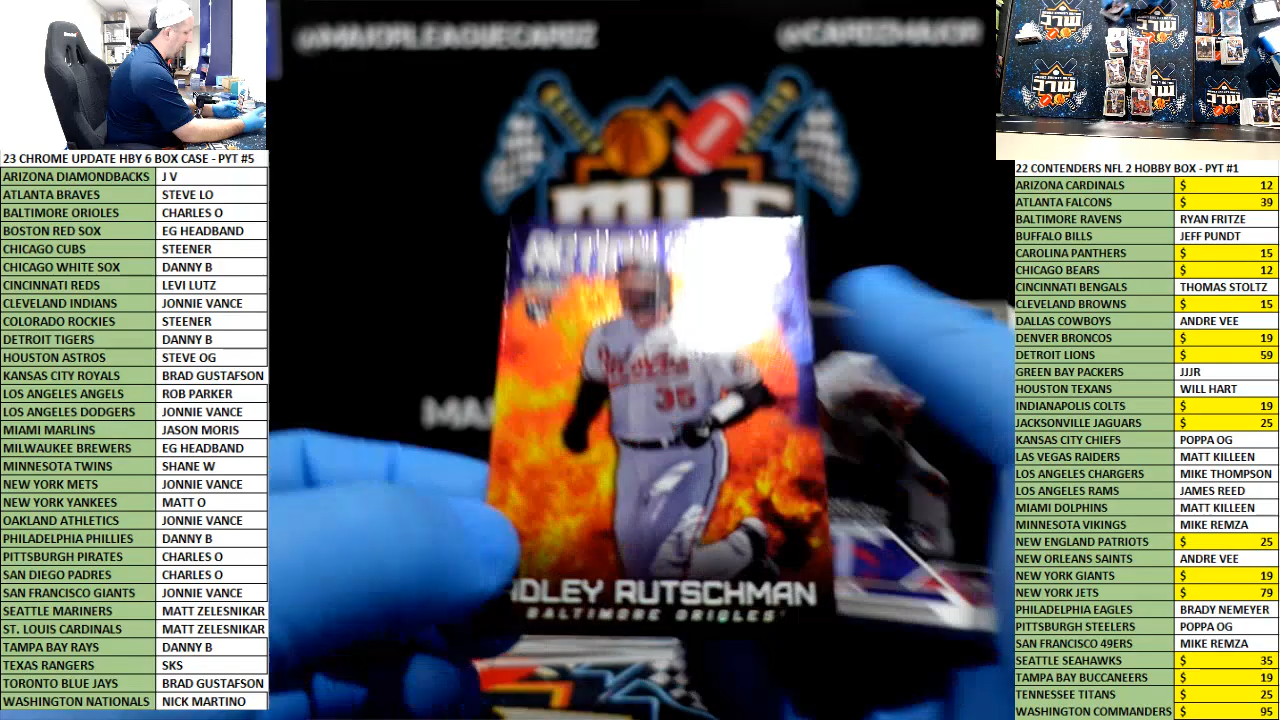 @MAJORLEAGUECARDZ
@CARDZMAJOR
23 CHROME UPDATE HBY 6 BOX CASE - PYT #5
ARIZONA DIAMONDBACKS J V
ATLANTA BRAVES STEVE LO
BALTIMORE ORIOLES CHARLES O
BOSTON RED SOX EG HEADBAND
CHICAGO CUBS STEENER
CHICAGO WHITE SOX DANNY B
CINCINNATI REDS LEVI LUTZ
CLEVELAND INDIANS JONNIE VANCE
COLORADO ROCKIES STEENER
DETROIT TIGERS DANNY B
HOUSTON ASTROS STEVE OG
KANSAS CITY ROYALS BRAD GUSTAFSON
LOS ANGELES ANGELS ROB PARKER
LOS ANGELES DODGERS JONNIE VANCE
MIAMI MARLINS JASON MORIS
MILWAUKEE BREWERS EG HEADBAND
MINNESOTA TWINS SHANE W
NEW YORK METS JONNIE VANCE
NEW YORK YANKEES MATT O
OAKLAND ATHLETICS JONNIE VANCE
PHILADELPHIA PHILLIES DANNY B
PITTSBURGH PIRATES CHARLES O
SAN DIEGO PADRES CHARLES O
SAN FRANCISCO GIANTS JONNIE VANCE
SEATTLE MARINERS MATT ZELESNIKAR
ST. LOUIS CARDINALS MATT ZELESNIKAR
TAMPA BAY RAYS DANNY B
TEXAS RANGERS SKS
TORONTO BLUE JAYS BRAD GUSTAFSON
WASHINGTON NATIONALS NICK MARTINO
MLC
35
DLEY RUTSCHMAN
BALTIMORE ORIOLES
22 CONTENDERS NFL 2 HOBBY BOX - PYT #1
ARIZONA CARDINALS $ 12
ATLANTA FALCONS $ 39
BALTIMORE RAVENS RYAN FRITZE
BUFFALO BILLS JEFF PUNDT
CAROLINA PANTHERS $ 15
CHICAGO BEARS $ 12
CINCINNATI BENGALS THOMAS STOLTZ
CLEVELAND BROWNS $ 15
DALLAS COWBOYS ANDRE VEE
DENVER BRONCOS $ 19
DETROIT LIONS $ 59
GREEN BAY PACKERS JJJR
HOUSTON TEXANS WILL HART
INDIANAPOLIS COLTS $ 19
JACKSONVILLE JAGUARS $ 25
KANSAS CITY CHIEFS POPPA OG
LAS VEGAS RAIDERS MATT KILLEEN
LOS ANGELES CHARGERS MIKE THOMPSON
LOS ANGELES RAMS JAMES REED
MIAMI DOLPHINS MATT KILLEEN
MINNESOTA VIKINGS MIKE REMZA
NEW ENGLAND PATRIOTS $ 25
NEW ORLEANS SAINTS ANDRE VEE
NEW YORK GIANTS $ 19
NEW YORK JETS $ 79
PHILADELPHIA EAGLES BRADY NEMEYER
PITTSBURGH STEELERS POPPA OG
SAN FRANCISCO 49ERS MIKE REMZA
SEATTLE SEAHAWKS $ 35
TAMPA BAY BUCCANEERS $ 19
TENNESSEE TITANS $ 25
WASHINGTON COMMANDERS $ 95